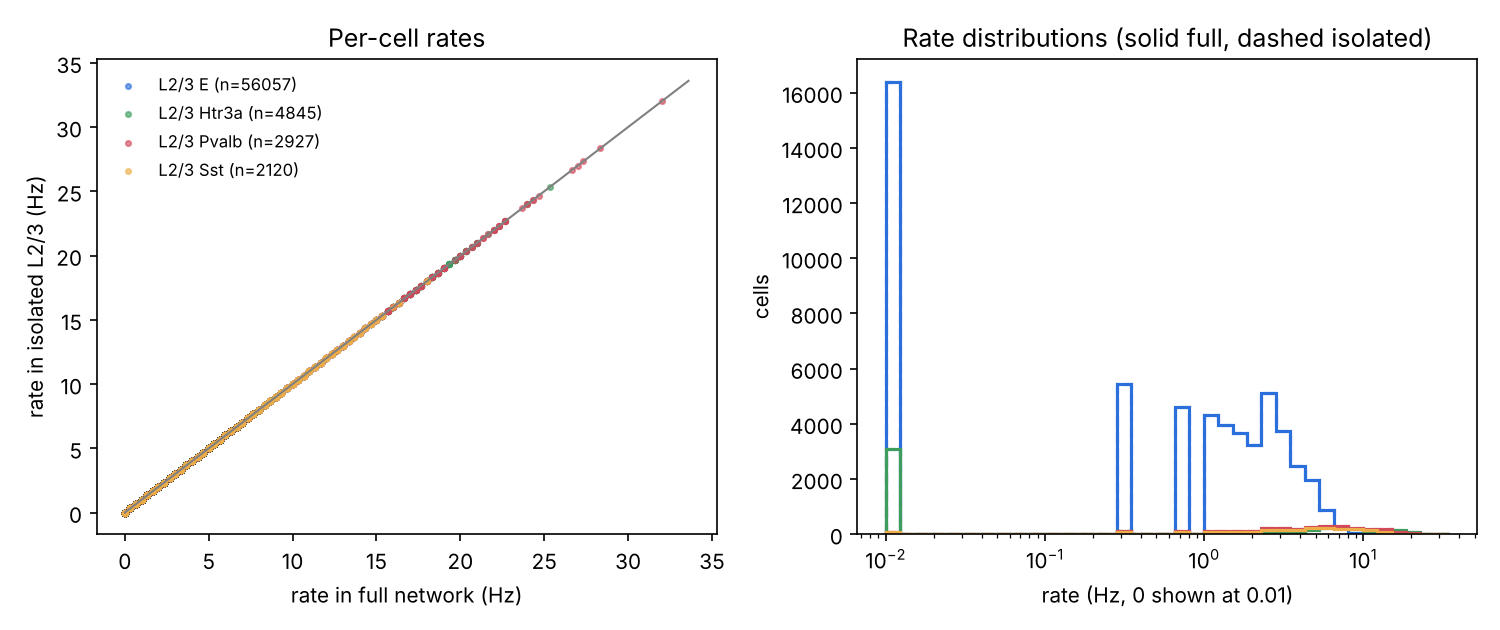 Per-cell rates
35
30
25
20
15
10
5
0
rate in isolated L2/3 (Hz)
L2/3 E (n=56057)
L2/3 Htr3a (n=4845)
L2/3 Pvalb (n=2927)
L2/3 Sst (n=2120)
0 5 10 15 20 25 30 35
rate in full network (Hz)
Rate distributions (solid full, dashed isolated)
16000
14000
12000
10000
8000
6000
4000
2000
0
cells
10⁻² 10⁻¹ 10⁰ 10¹
rate (Hz, 0 shown at 0.01)